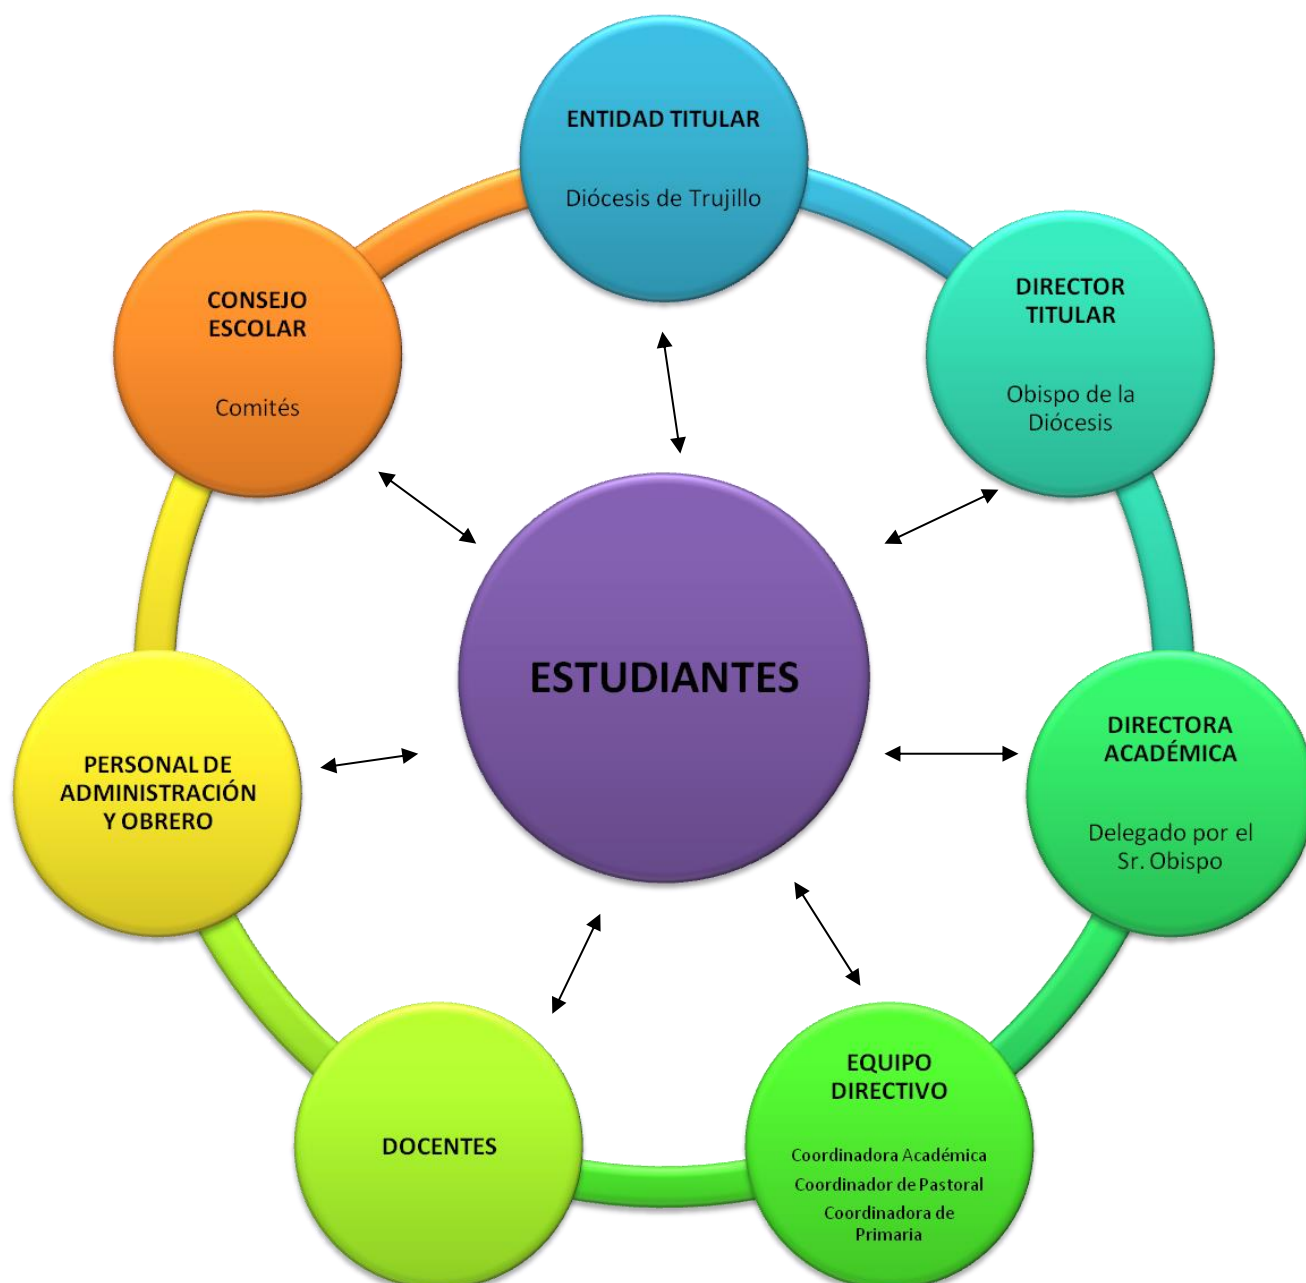 ENTIDAD TITULAR
Diócesis de Trujillo
DIRECTOR
TITULAR
Obispo de la
Diócesis
DIRECTORA
ACADÉMICA
Delegado por el
Sr. Obispo
EQUIPO
DIRECTIVO
Coordinadora Académica
Coordinador de Pastoral
Coordinadora de
Primaria
DOCENTES
PERSONAL DE
ADMINISTRACIÓN
Y OBRERO
CONSEJO
ESCOLAR
Comités
ESTUDIANTES